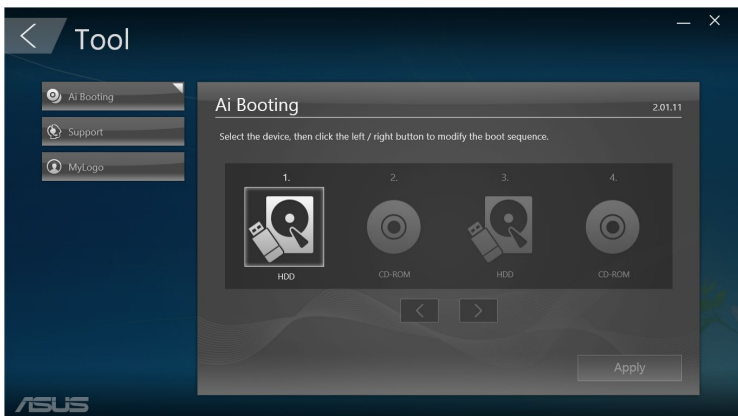 Tool
Ai Booting
Support
MyLogo
Ai Booting
2.01.11
Select the device, then click the left / right button to modify the boot sequence.
1. 2. 3. 4.
HDD CD-ROM HDD CD-ROM
Apply
ASUS